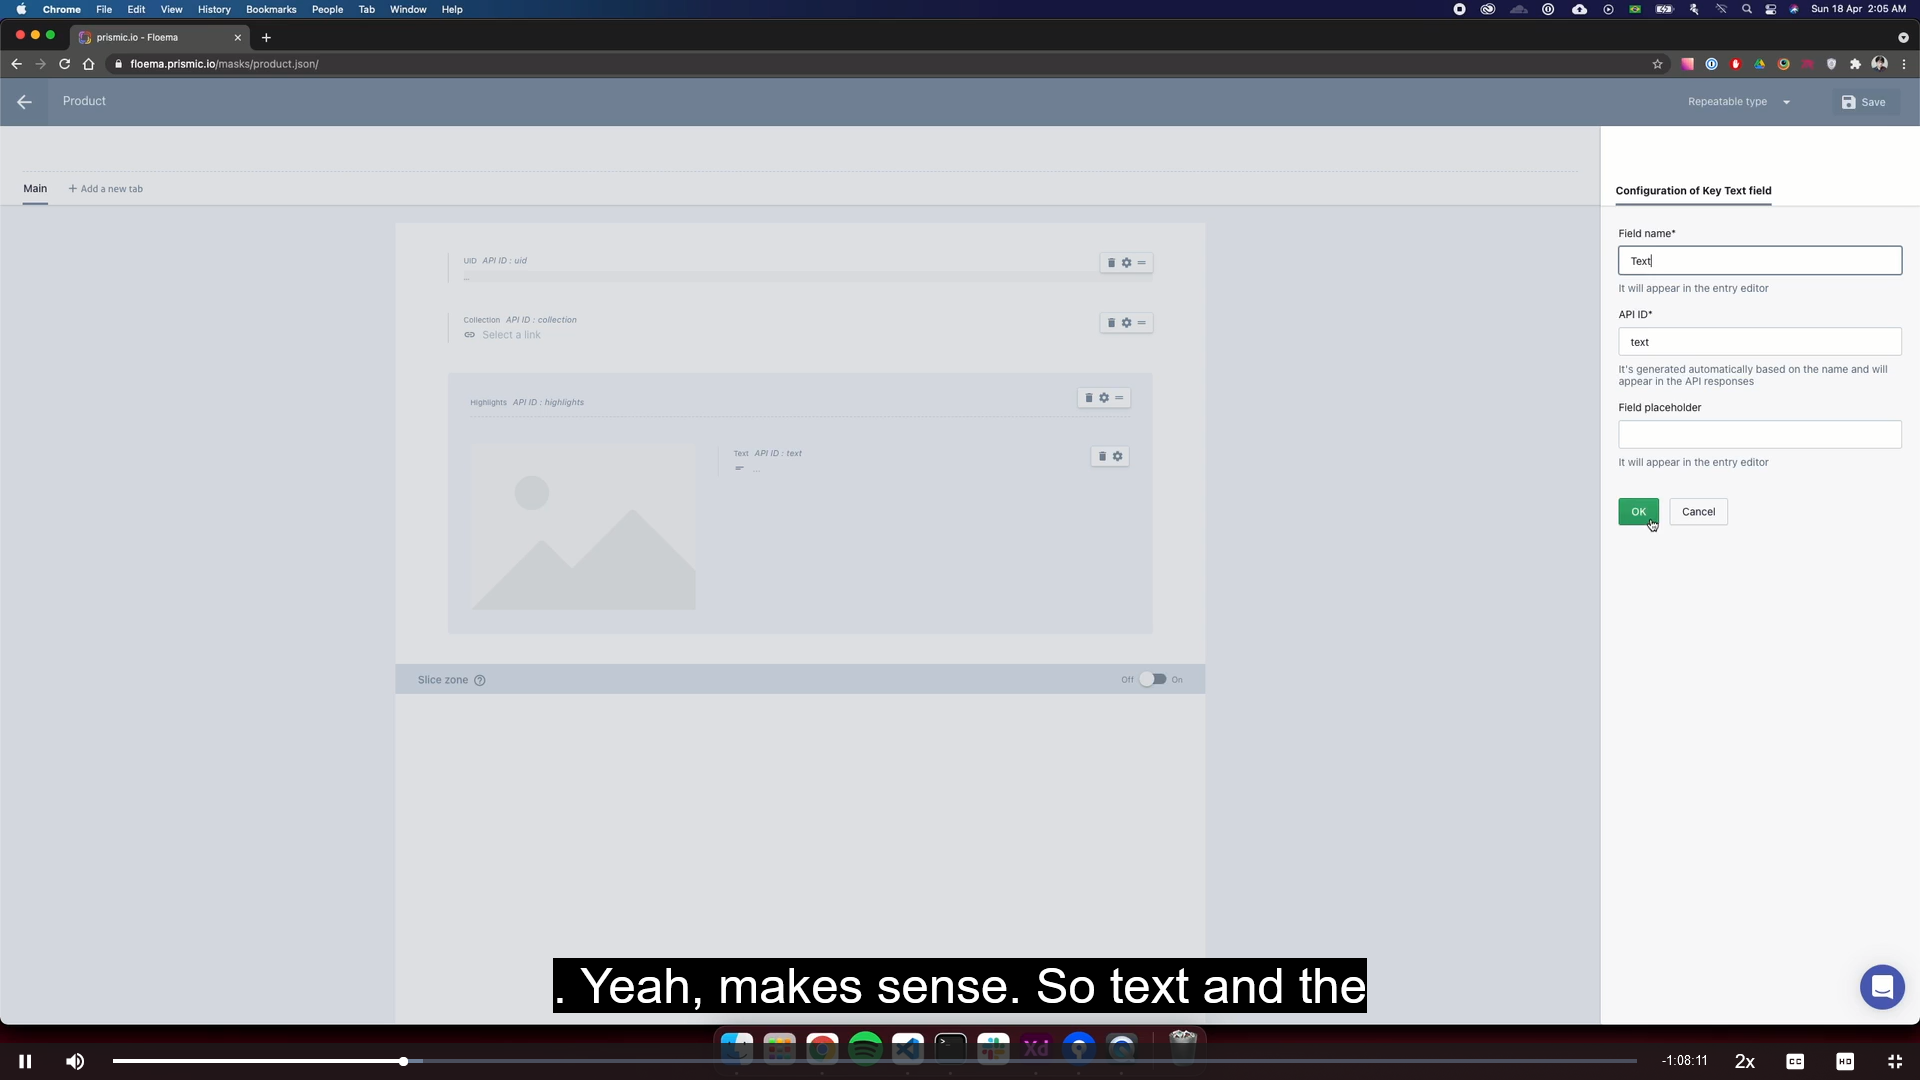 Chrome File Edit View History Bookmarks People Tab Window Help
Sun 18 Apr 2:05 AM
prismic.io - Floema
floema.prismic.io/masks/product.json/
Product
Repeatable type
Save
Main
+ Add a new tab
Configuration of Key Text field
UID API ID : uid
...
Collection API ID : collection
Select a link
Highlights API ID : highlights
Text API ID : text
...
Slice zone
Off On
Field name*
Text
It will appear in the entry editor
API ID*
text
It's generated automatically based on the name and will
appear in the API responses
Field placeholder
It will appear in the entry editor
OK
Cancel
. Yeah, makes sense. So text and the
Xd
-1:08:11
2x
CC
HD